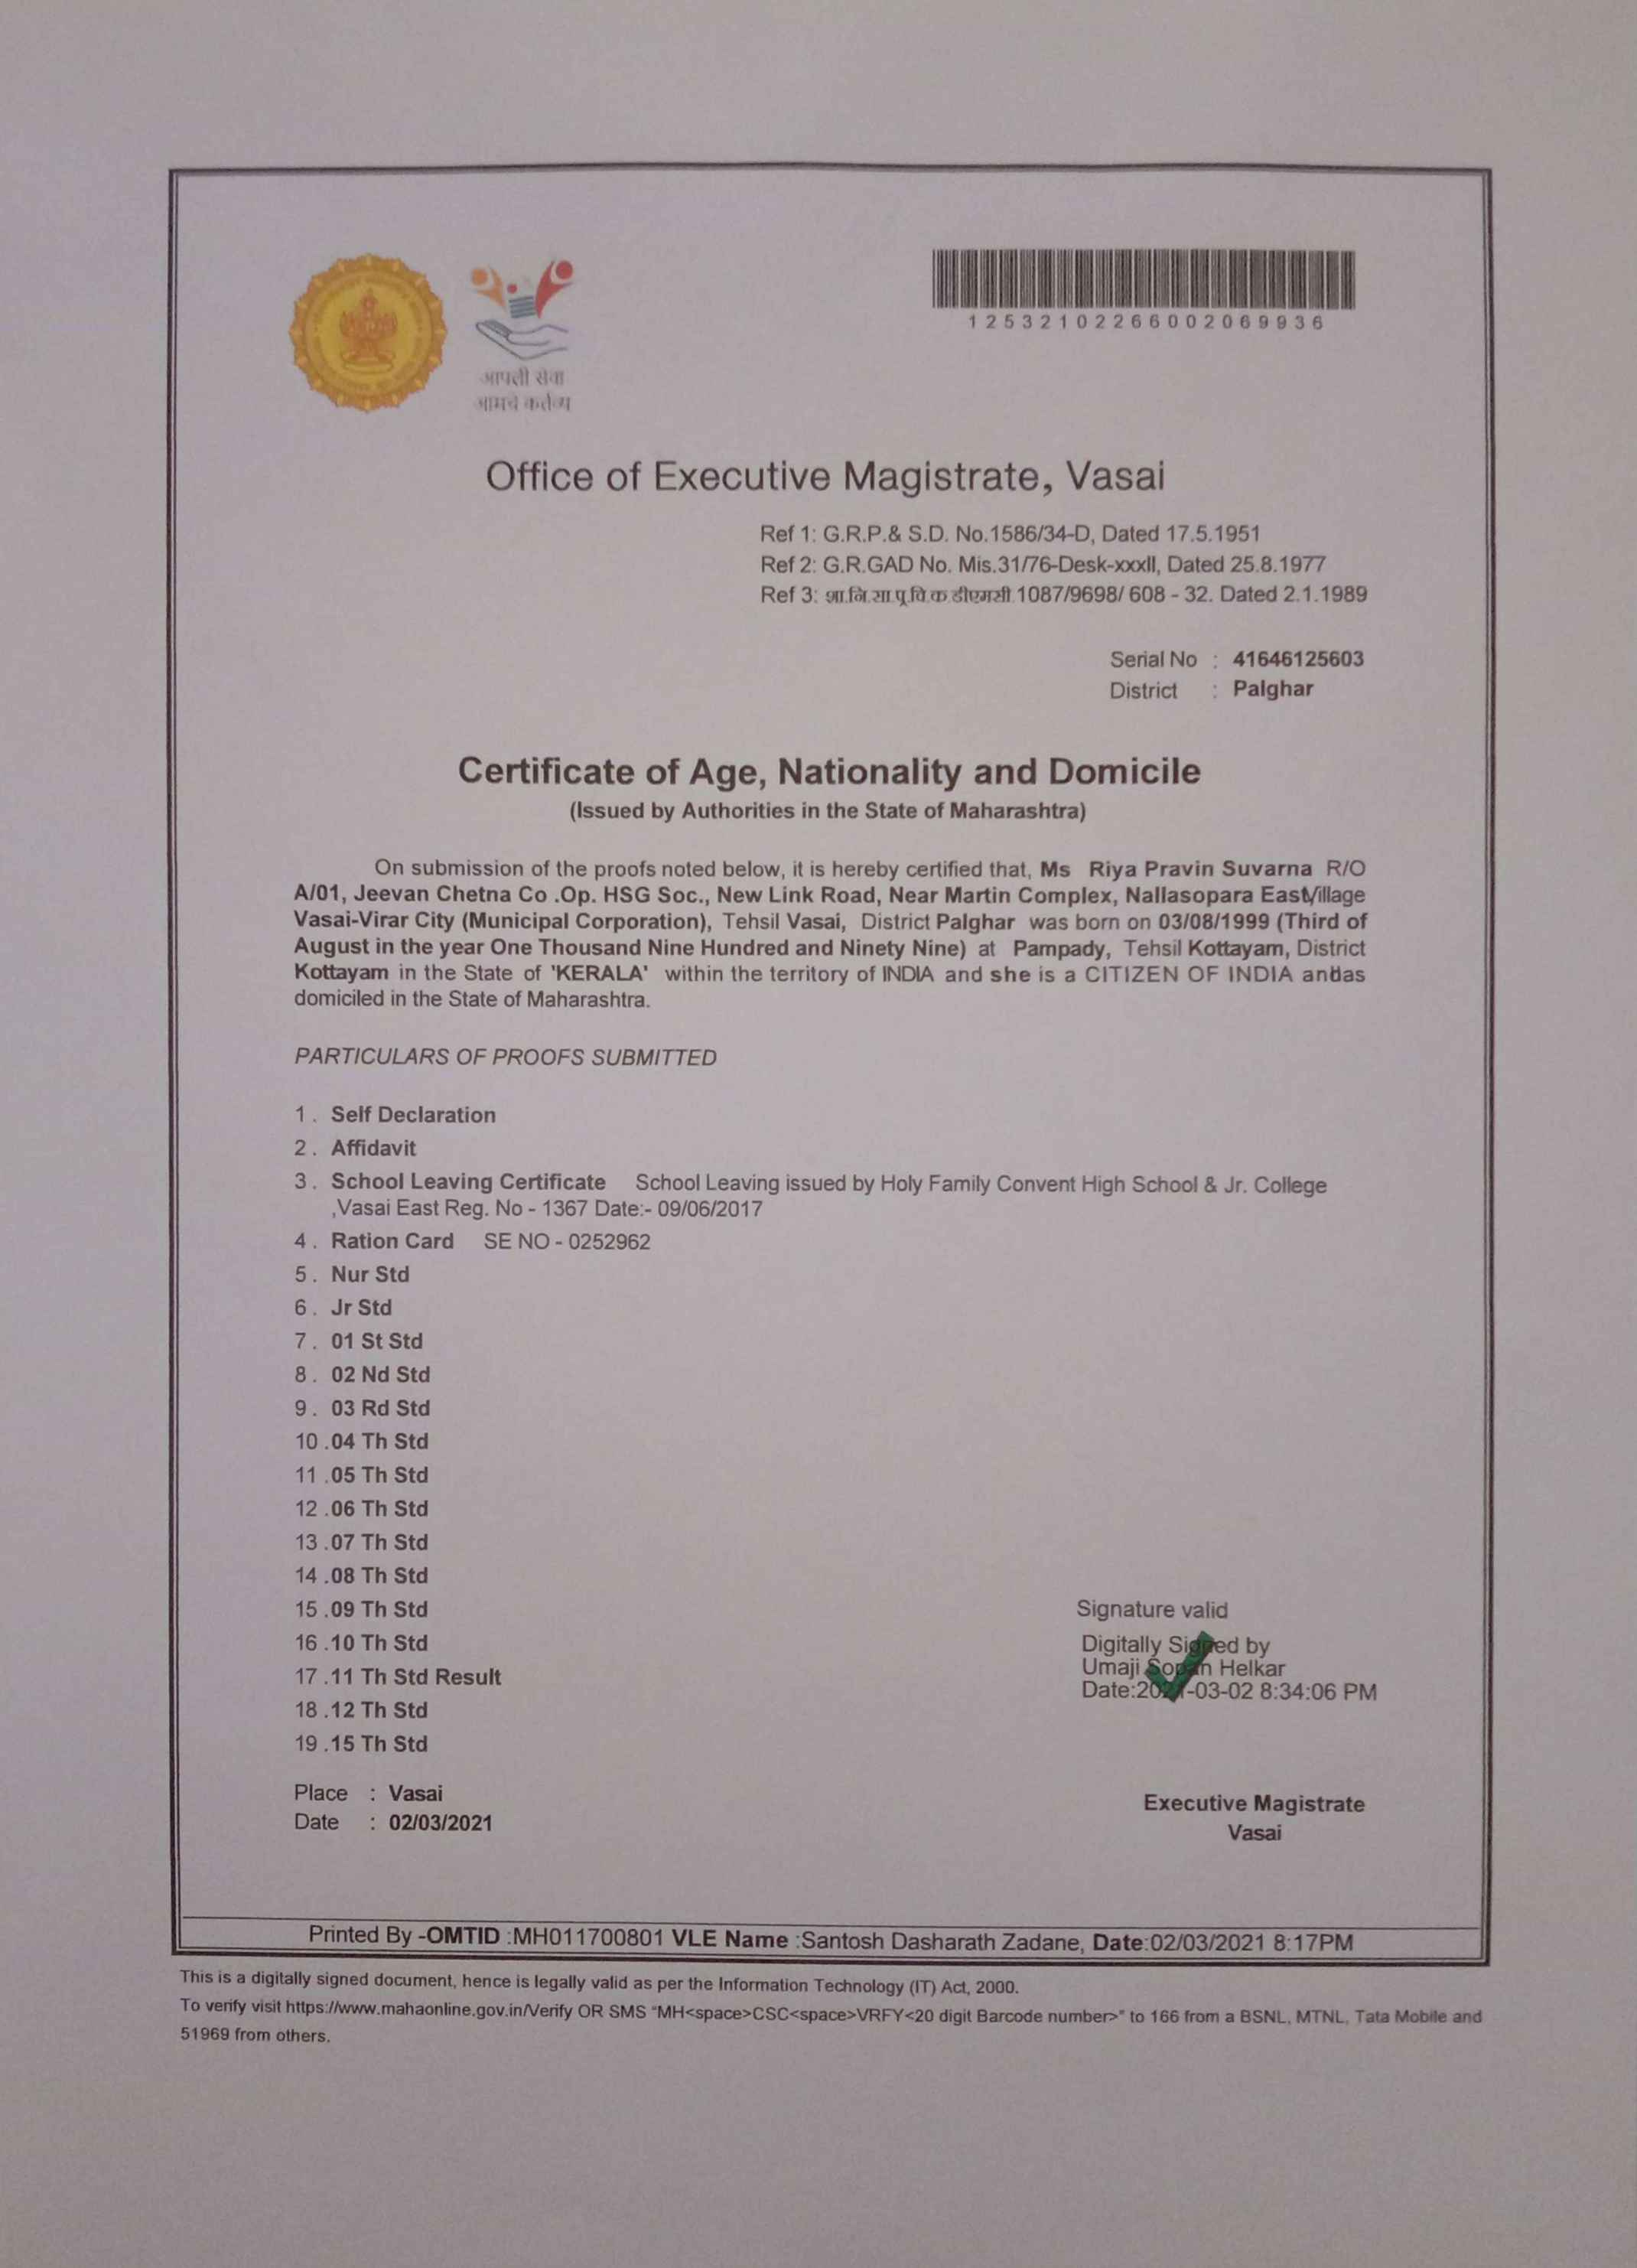 आपली सेवा
आमचे कर्तव्य
12532102266002069936
Office of Executive Magistrate, Vasai
Ref 1: G.R.P.& S.D. No.1586/34-D, Dated 17.5.1951
Ref 2: G.R.GAD No. Mis.31/76-Desk-xxxII, Dated 25.8.1977
Ref 3: शा.नि.सा.प्र.वि.क्र.डीएमसी.1087/9698/ 608 - 32. Dated 2.1.1989
Serial No : 41646125603
District : Palghar
Certificate of Age, Nationality and Domicile
(Issued by Authorities in the State of Maharashtra)
On submission of the proofs noted below, it is hereby certified that, Ms Riya Pravin Suvarna R/O
A/01, Jeevan Chetna Co .Op. HSG Soc., New Link Road, Near Martin Complex, Nallasopara EastVillage
Vasai-Virar City (Municipal Corporation), Tehsil Vasai, District Palghar was born on 03/08/1999 (Third of
August in the year One Thousand Nine Hundred and Ninety Nine) at Pampady, Tehsil Kottayam, District
Kottayam in the State of 'KERALA' within the territory of INDIA and she is a CITIZEN OF INDIA and as
domiciled in the State of Maharashtra.
PARTICULARS OF PROOFS SUBMITTED
1 . Self Declaration
2 . Affidavit
3 . School Leaving Certificate School Leaving issued by Holy Family Convent High School & Jr. College
,Vasai East Reg. No - 1367 Date:- 09/06/2017
4 . Ration Card SE NO - 0252962
5 . Nur Std
6 . Jr Std
7 . 01 St Std
8 . 02 Nd Std
9 . 03 Rd Std
10 .04 Th Std
11 .05 Th Std
12 .06 Th Std
13 .07 Th Std
14 .08 Th Std
15 .09 Th Std
16 .10 Th Std
17 .11 Th Std Result
18 .12 Th Std
19 .15 Th Std
Signature valid
Digitally Signed by
Umaji Sopan Helkar
Date:2021-03-02 8:34:06 PM
Place : Vasai
Date : 02/03/2021
Executive Magistrate
Vasai
Printed By -OMTID :MH011700801 VLE Name :Santosh Dasharath Zadane, Date:02/03/2021 8:17PM
This is a digitally signed document, hence is legally valid as per the Information Technology (IT) Act, 2000.
To verify visit https://www.mahaonline.gov.in/Verify OR SMS "MH<space>CSC<space>VRFY<20 digit Barcode number>" to 166 from a BSNL, MTNL, Tata Mobile and
51969 from others.